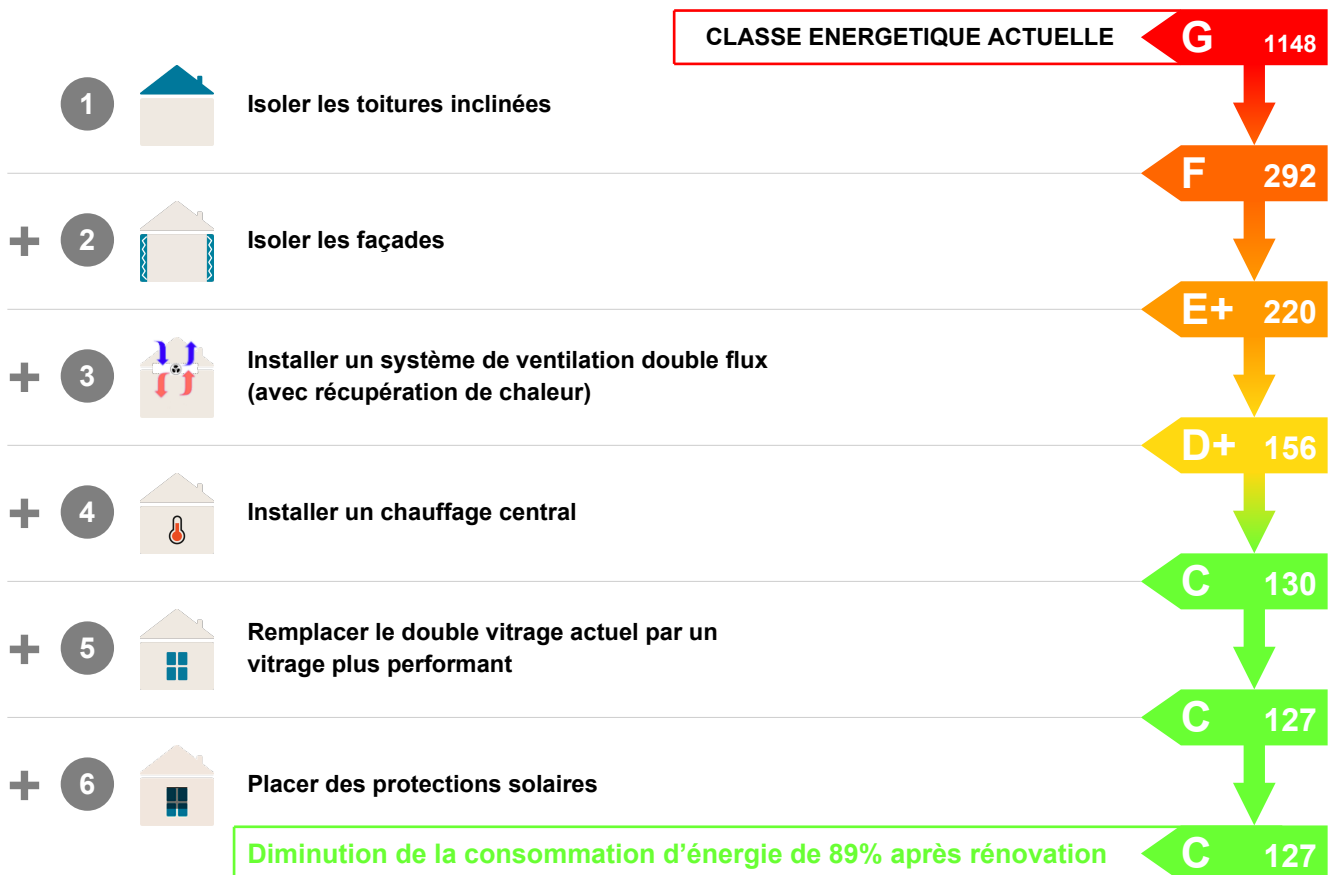 CLASSE ENERGETIQUE ACTUELLE G 1148
1 Isoler les toitures inclinées
F 292
+ 2 Isoler les façades
E+ 220
+ 3 Installer un système de ventilation double flux
(avec récupération de chaleur)
D+ 156
+ 4 Installer un chauffage central
C 130
+ 5 Remplacer le double vitrage actuel par un
vitrage plus performant
C 127
+ 6 Placer des protections solaires
Diminution de la consommation d’énergie de 89% après rénovation C 127